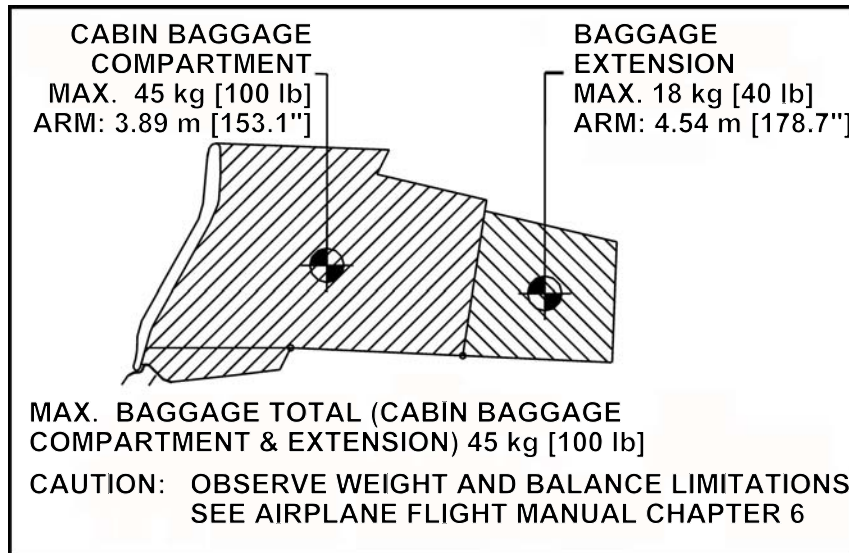 CABIN BAGGAGE
COMPARTMENT
MAX. 45 kg [100 lb]
ARM: 3.89 m [153.1"]
BAGGAGE
EXTENSION
MAX. 18 kg [40 lb]
ARM: 4.54 m [178.7"]
MAX. BAGGAGE TOTAL (CABIN BAGGAGE
COMPARTMENT & EXTENSION) 45 kg [100 lb]
CAUTION: OBSERVE WEIGHT AND BALANCE LIMITATIONS
SEE AIRPLANE FLIGHT MANUAL CHAPTER 6